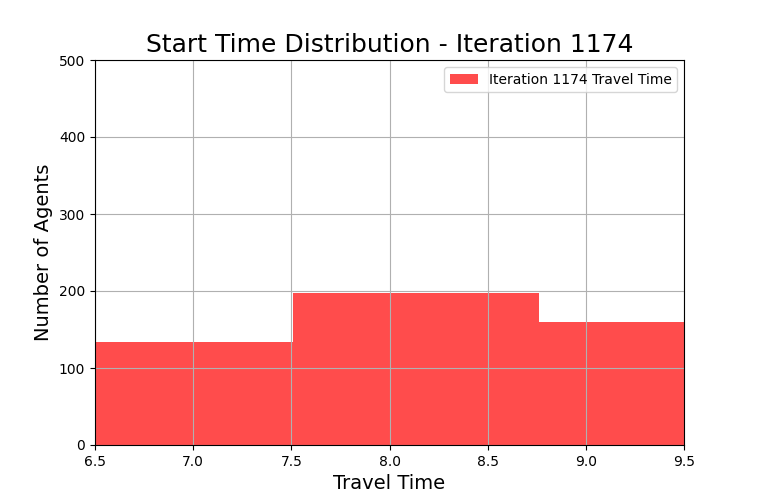 Start Time Distribution - Iteration 1174
Iteration 1174 Travel Time
Number of Agents
500
400
300
200
100
0
6.5 7.0 7.5 8.0 8.5 9.0 9.5
Travel Time